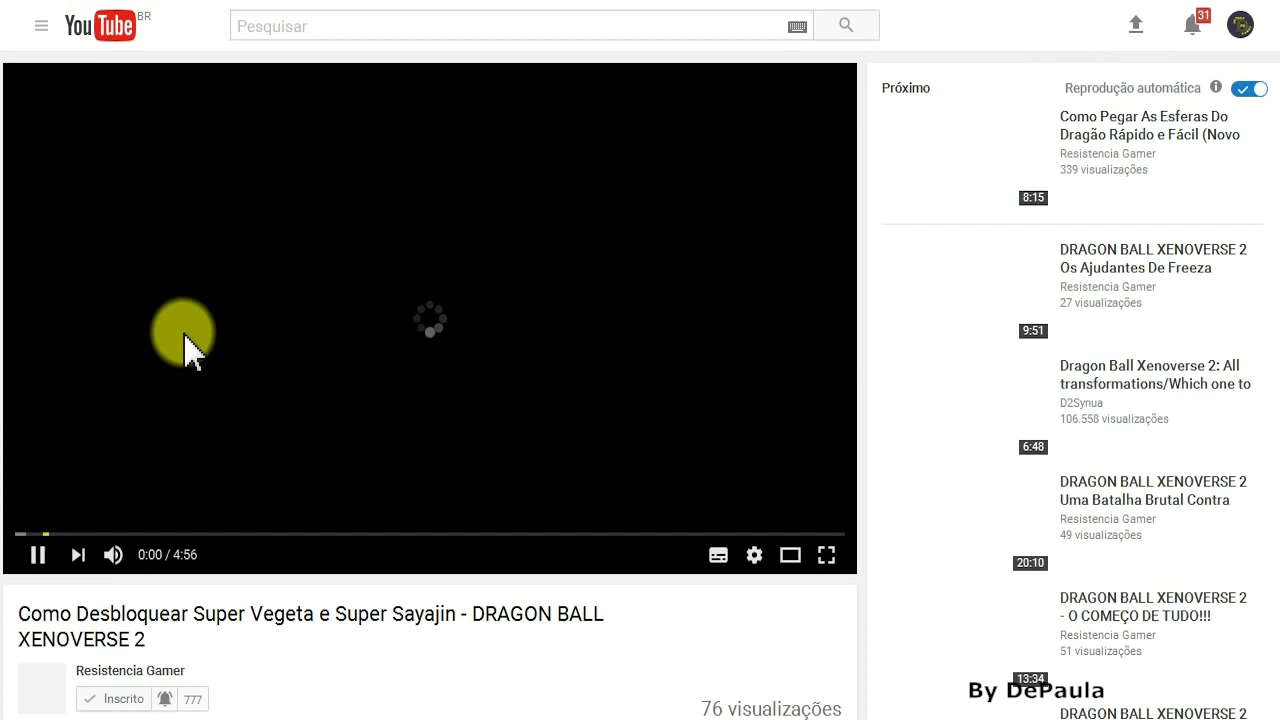 YouTube BR
Pesquisar
31
Próximo
Reprodução automática
Como Pegar As Esferas Do
Dragão Rápido e Fácil (Novo
Resistencia Gamer
339 visualizações
8:15
DRAGON BALL XENOVERSE 2
Os Ajudantes De Freeza
Resistencia Gamer
27 visualizações
9:51
Dragon Ball Xenoverse 2: All
transformations/Which one to
D2Synua
106.558 visualizações
6:48
DRAGON BALL XENOVERSE 2
Uma Batalha Brutal Contra
Resistencia Gamer
49 visualizações
20:10
DRAGON BALL XENOVERSE 2
- O COMEÇO DE TUDO!!!
Resistencia Gamer
51 visualizações
13:34
DRAGON BALL XENOVERSE 2
0:00 / 4:56
Como Desbloquear Super Vegeta e Super Sayajin - DRAGON BALL
XENOVERSE 2
Resistencia Gamer
Inscrito
777
76 visualizações
By DePaula